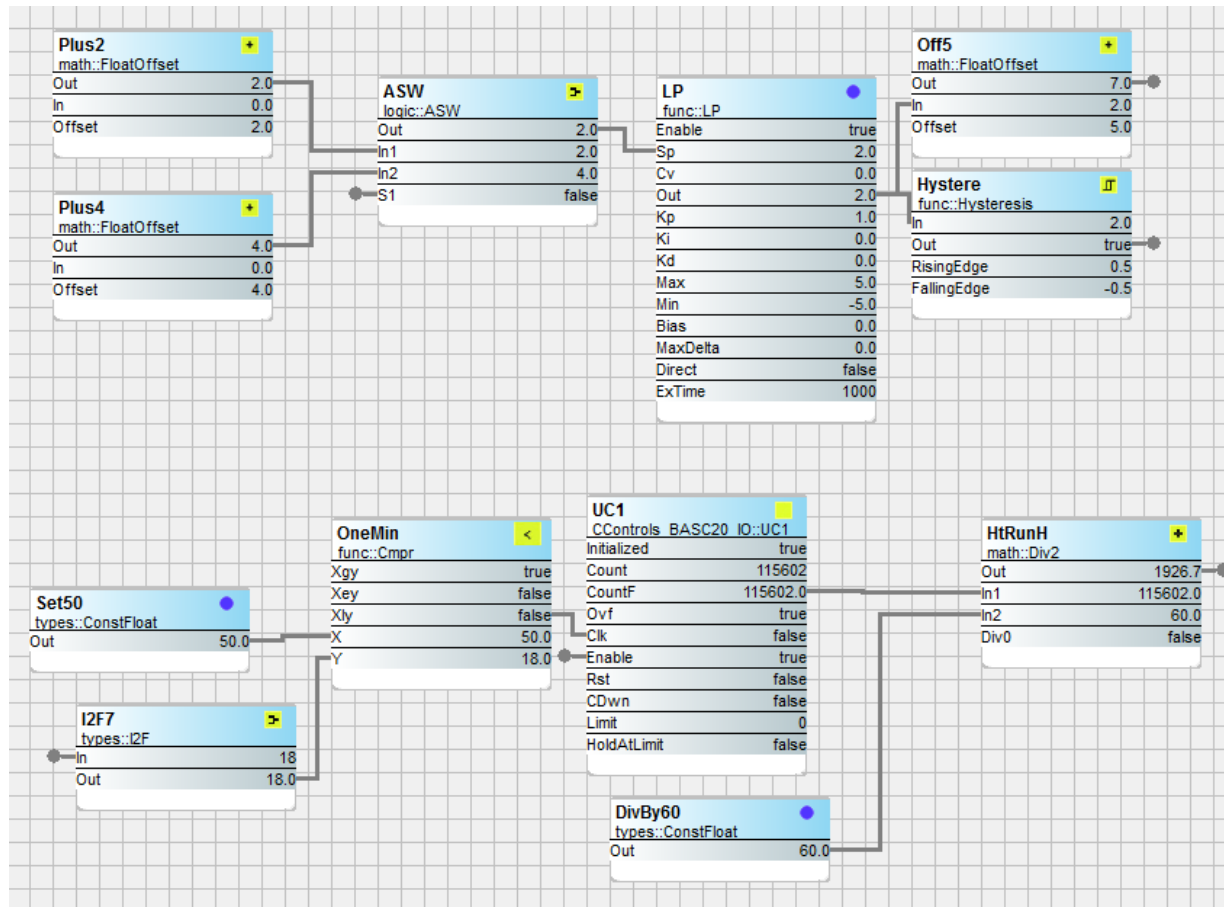 Plus2
math::FloatOffset
Out 2.0
In 0.0
Offset 2.0
Plus4
math::FloatOffset
Out 4.0
In 0.0
Offset 4.0
ASW
logic::ASW
Out 2.0
In1 2.0
In2 4.0
S1 false
LP
func::LP
Enable true
Sp 2.0
Cv 0.0
Out 2.0
Kp 1.0
Ki 0.0
Kd 0.0
Max 5.0
Min -5.0
Bias 0.0
MaxDelta 0.0
Direct false
ExTime 1000
Off5
math::FloatOffset
Out 7.0
In 2.0
Offset 5.0
Hystere
func::Hysteresis
In 2.0
Out true
RisingEdge 0.5
FallingEdge -0.5
Set50
types::ConstFloat
Out 50.0
I2F7
types::I2F
In 18
Out 18.0
OneMin
<
func::Cmpr
Xgy true
Xey false
Xly false
X 50.0
Y 18.0
UC1
CControls_BASC20_IO::UC1
Initialized true
Count 115602
CountF 115602.0
Ovf true
Clk false
Enable true
Rst false
CDwn false
Limit 0
HoldAtLimit false
DivBy60
types::ConstFloat
Out 60.0
HtRunH
math::Div2
Out 1926.7
In1 115602.0
In2 60.0
Div0 false